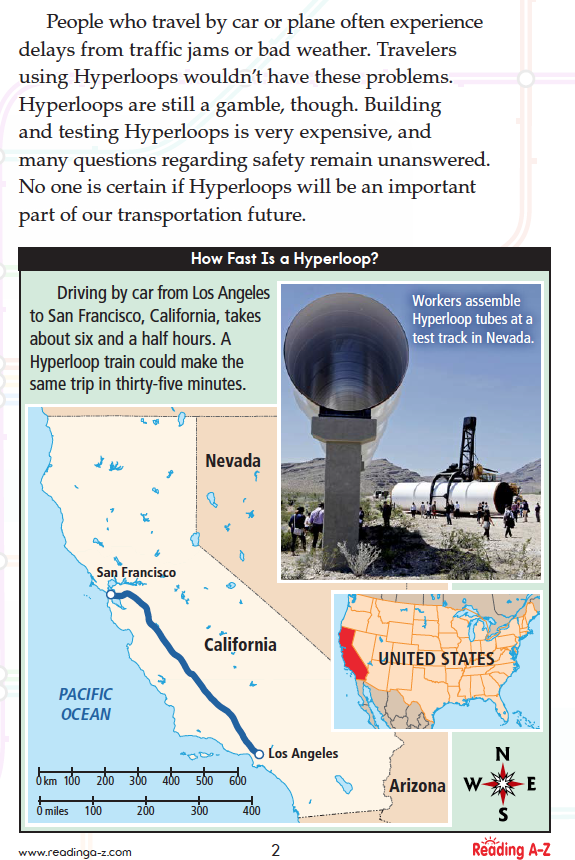 People who travel by car or plane often experience
delays from traffic jams or bad weather. Travelers
using Hyperloops wouldn’t have these problems.
Hyperloops are still a gamble, though. Building
and testing Hyperloops is very expensive, and
many questions regarding safety remain unanswered.
No one is certain if Hyperloops will be an important
part of our transportation future.
How Fast Is a Hyperloop?
Driving by car from Los Angeles
to San Francisco, California, takes
about six and a half hours. A
Hyperloop train could make the
same trip in thirty-five minutes.
Workers assemble
Hyperloop tubes at a
test track in Nevada.
Nevada
San Francisco
California
PACIFIC
OCEAN
Los Angeles
Arizona
UNITED STATES
0 km 100 200 300 400 500 600
0 miles 100 200 300 400
N
W E
S
www.readinga-z.com
2
Reading A-Z